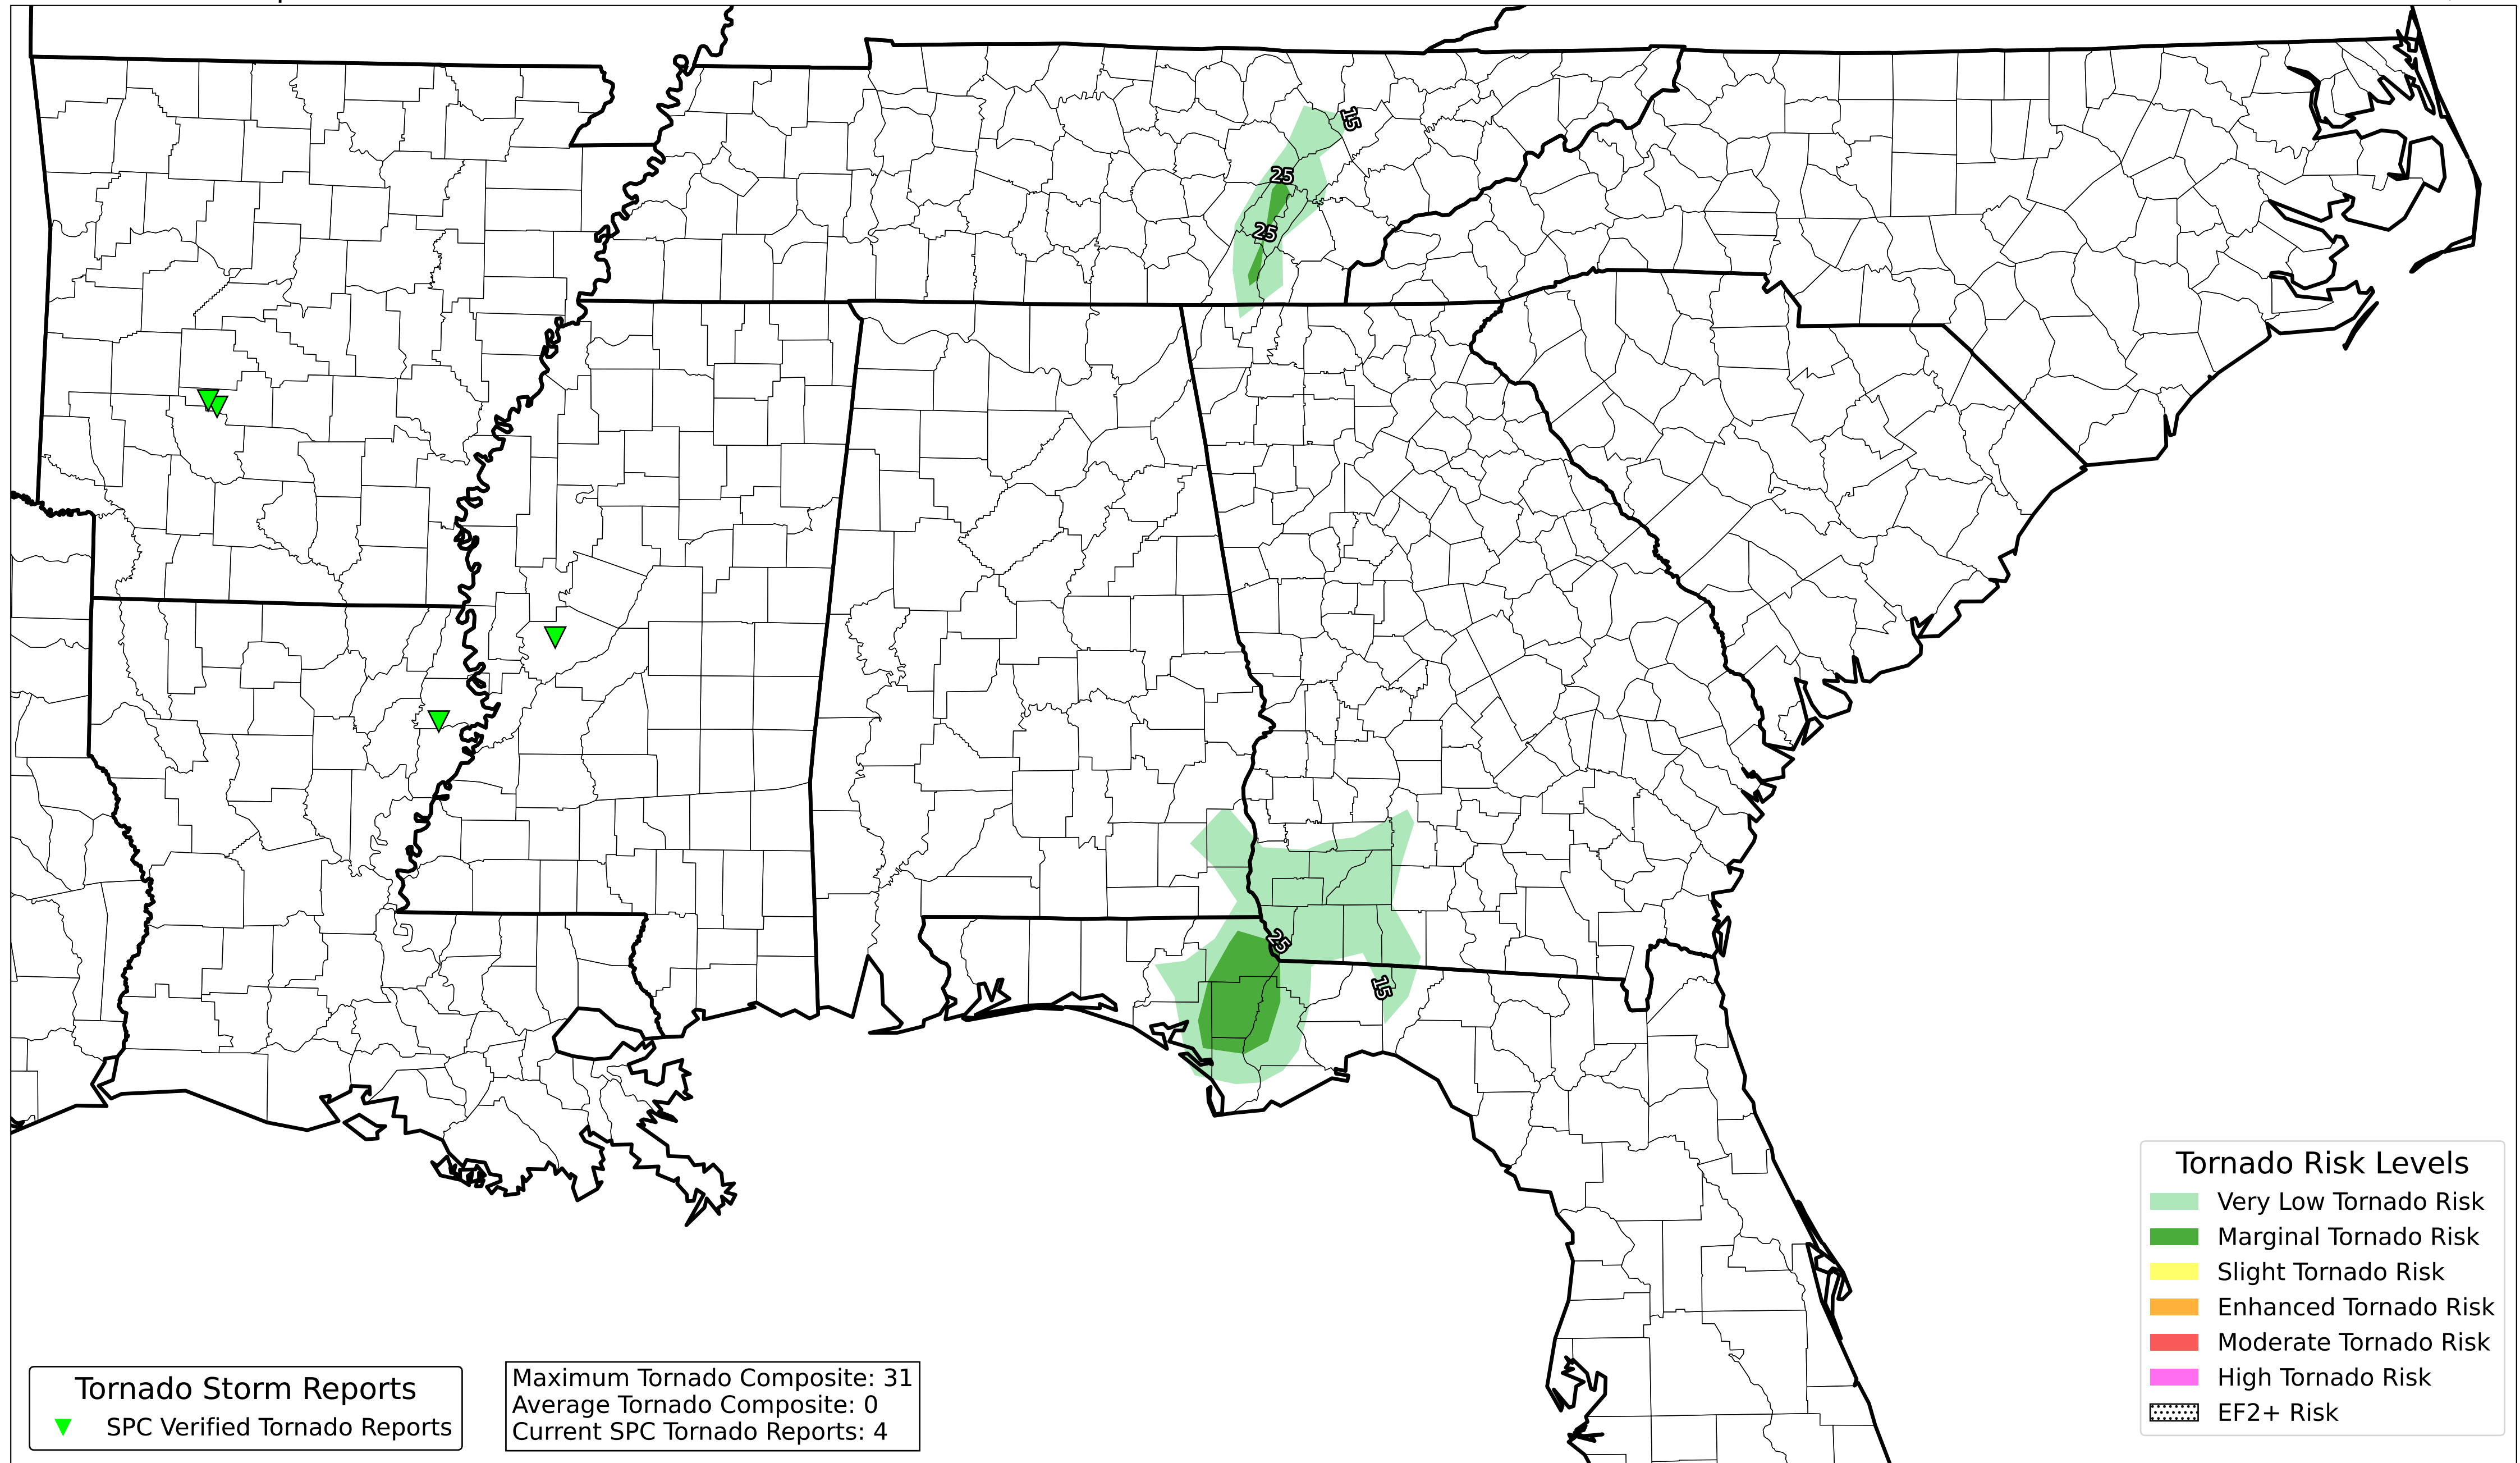 15
25
25
25
15
Tornado Risk Levels
Very Low Tornado Risk
Marginal Tornado Risk
Slight Tornado Risk
Enhanced Tornado Risk
Moderate Tornado Risk
High Tornado Risk
EF2+ Risk
Tornado Storm Reports
SPC Verified Tornado Reports
Maximum Tornado Composite: 31
Average Tornado Composite: 0
Current SPC Tornado Reports: 4